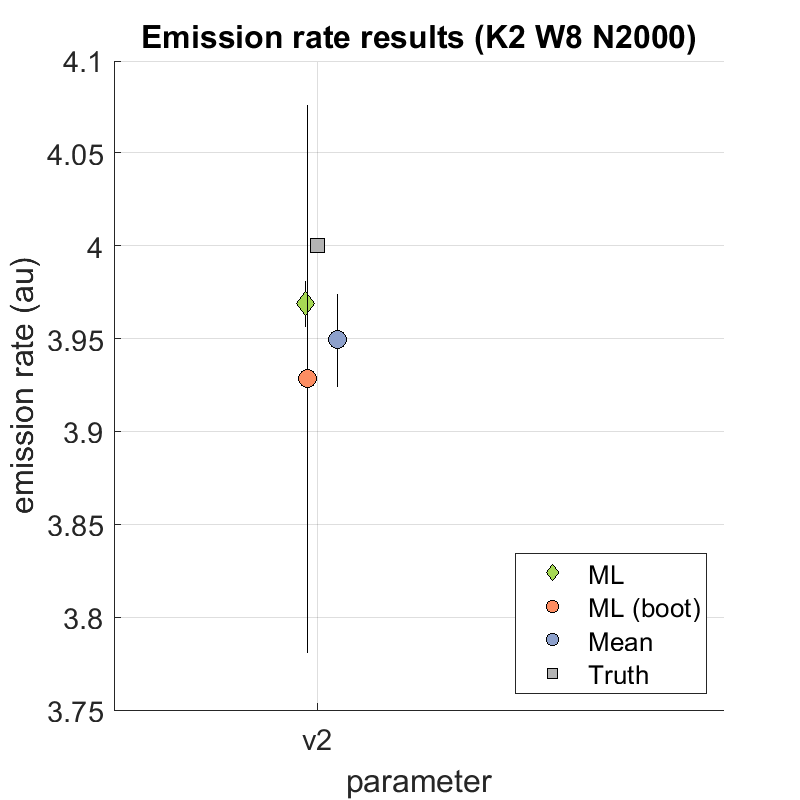 Emission rate results (K2 W8 N2000)
4.1
4.05
4
3.95
3.9
3.85
3.8
3.75
emission rate (au)
ML
ML (boot)
Mean
Truth
v2
parameter